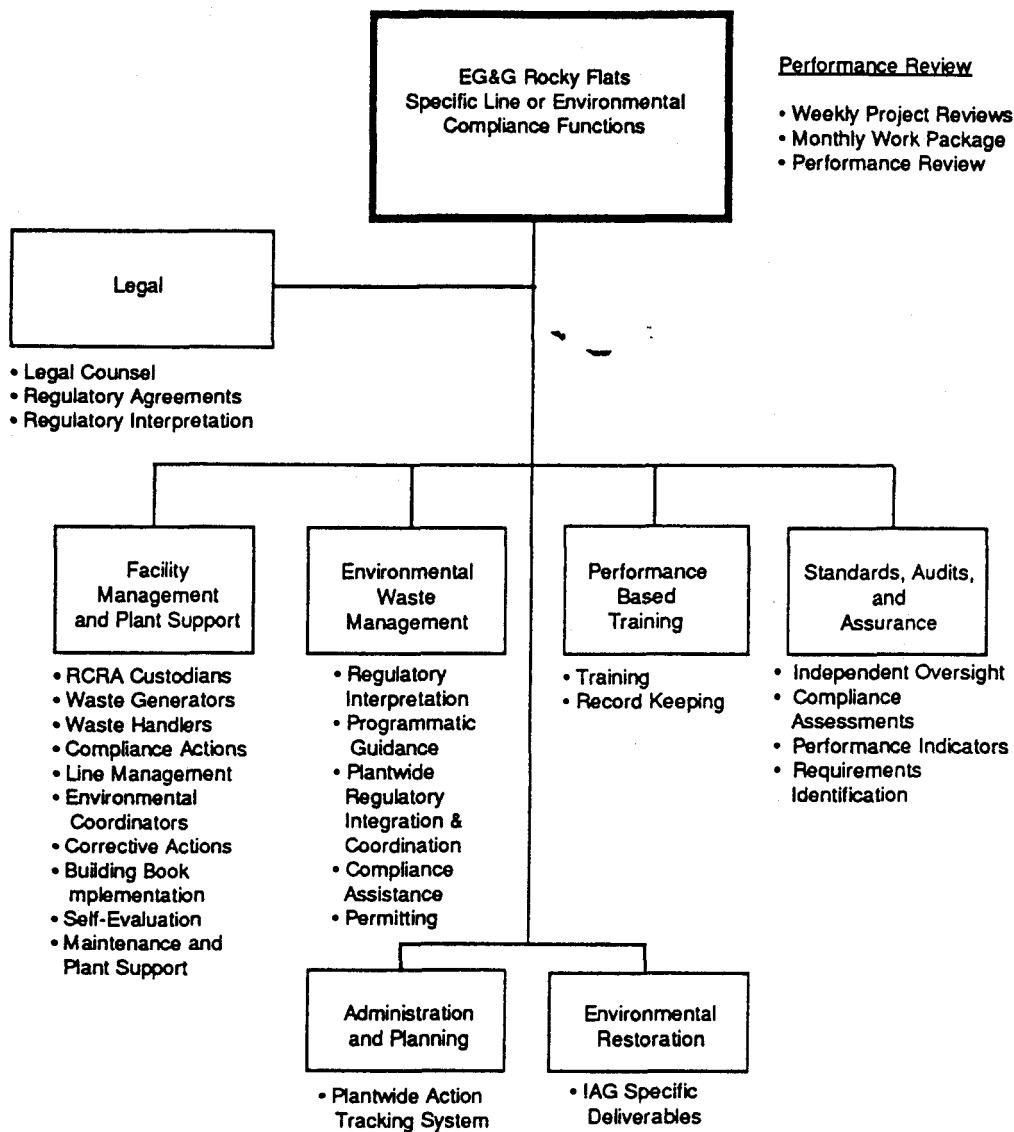 EG&G Rocky Flats
Specific Line or Environmental
Compliance Functions
Performance Review
• Weekly Project Reviews
• Monthly Work Package
• Performance Review
Legal
• Legal Counsel
• Regulatory Agreements
• Regulatory Interpretation
Facility
Management
and Plant Support
• RCRA Custodians
• Waste Generators
• Waste Handlers
• Compliance Actions
• Line Management
• Environmental
Coordinators
• Corrective Actions
• Building Book
mplementation
• Self-Evaluation
• Maintenance and
Plant Support
Environmental
Waste
Management
• Regulatory
Interpretation
• Programmatic
Guidance
• Plantwide
Regulatory
Integration &
Coordination
• Compliance
Assistance
• Permitting
Performance
Based
Training
• Training
• Record Keeping
Standards, Audits,
and
Assurance
• Independent Oversight
• Compliance
Assessments
• Performance Indicators
• Requirements
Identification
Administration
and Planning
• Plantwide Action
Tracking System
Environmental
Restoration
• IAG Specific
Deliverables